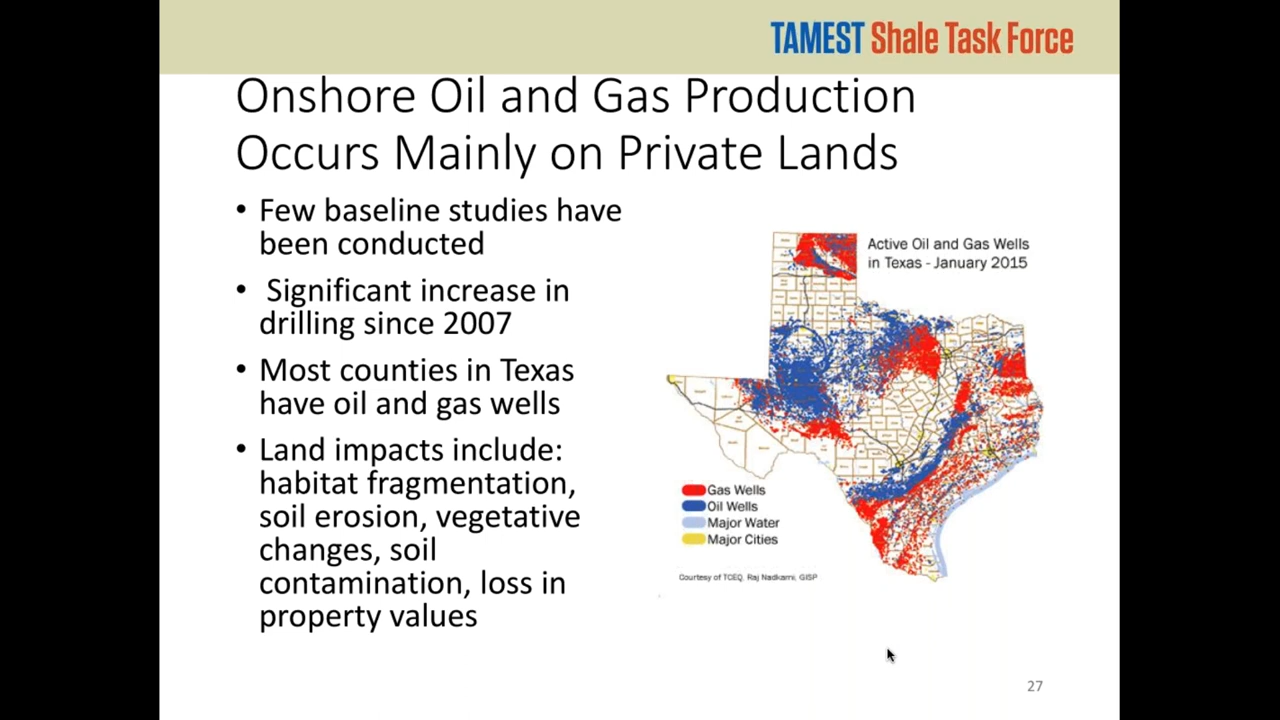 TAMEST Shale Task Force
Onshore Oil and Gas Production
Occurs Mainly on Private Lands
• Few baseline studies have
been conducted
• Significant increase in
drilling since 2007
• Most counties in Texas
have oil and gas wells
• Land impacts include:
habitat fragmentation,
soil erosion, vegetative
changes, soil
contamination, loss in
property values
Active Oil and Gas Wells
in Texas - January 2015
Gas Wells
Oil Wells
Major Water
Major Cities
Courtesy of TCEQ, Raj Nadkarni, GISP
27